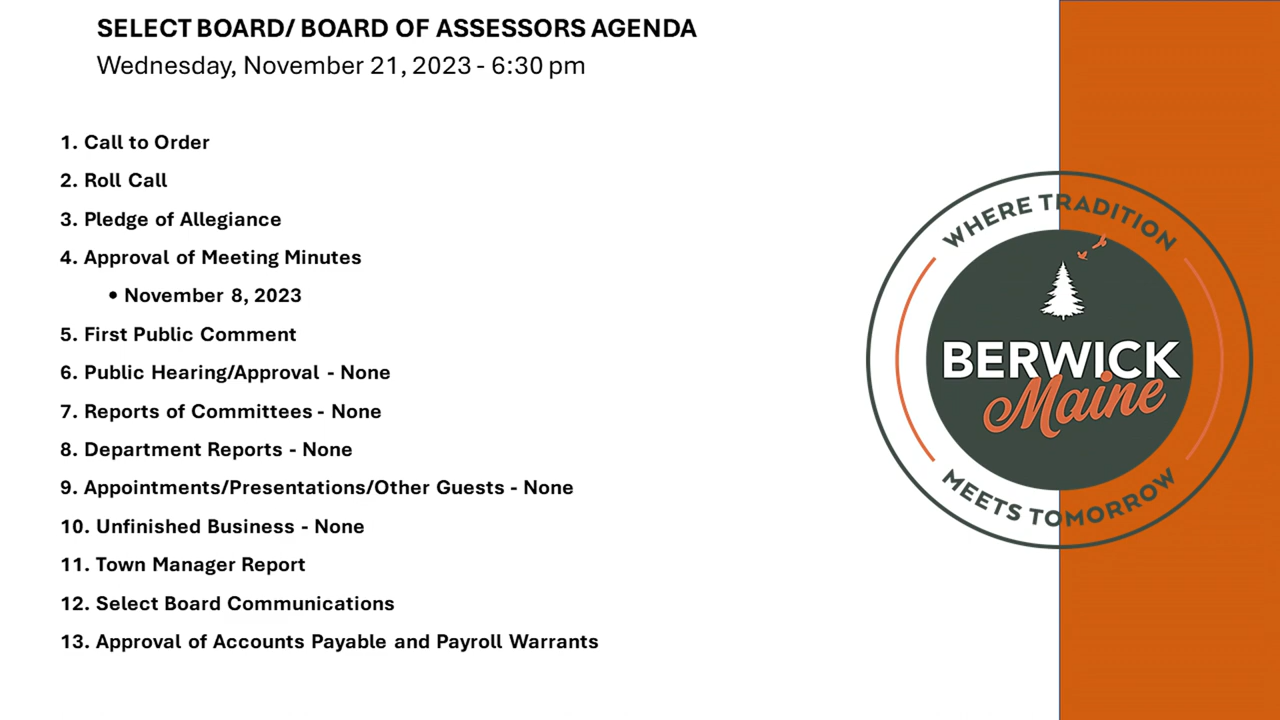 SELECT BOARD/ BOARD OF ASSESSORS AGENDA
Wednesday, November 21, 2023 - 6:30 pm
1. Call to Order
2. Roll Call
3. Pledge of Allegiance
4. Approval of Meeting Minutes
• November 8, 2023
5. First Public Comment
6. Public Hearing/Approval - None
7. Reports of Committees - None
8. Department Reports - None
9. Appointments/Presentations/Other Guests - None
10. Unfinished Business - None
11. Town Manager Report
12. Select Board Communications
13. Approval of Accounts Payable and Payroll Warrants
WHERE TRADITION
BERWICK
Maine
MEETS TOMORROW